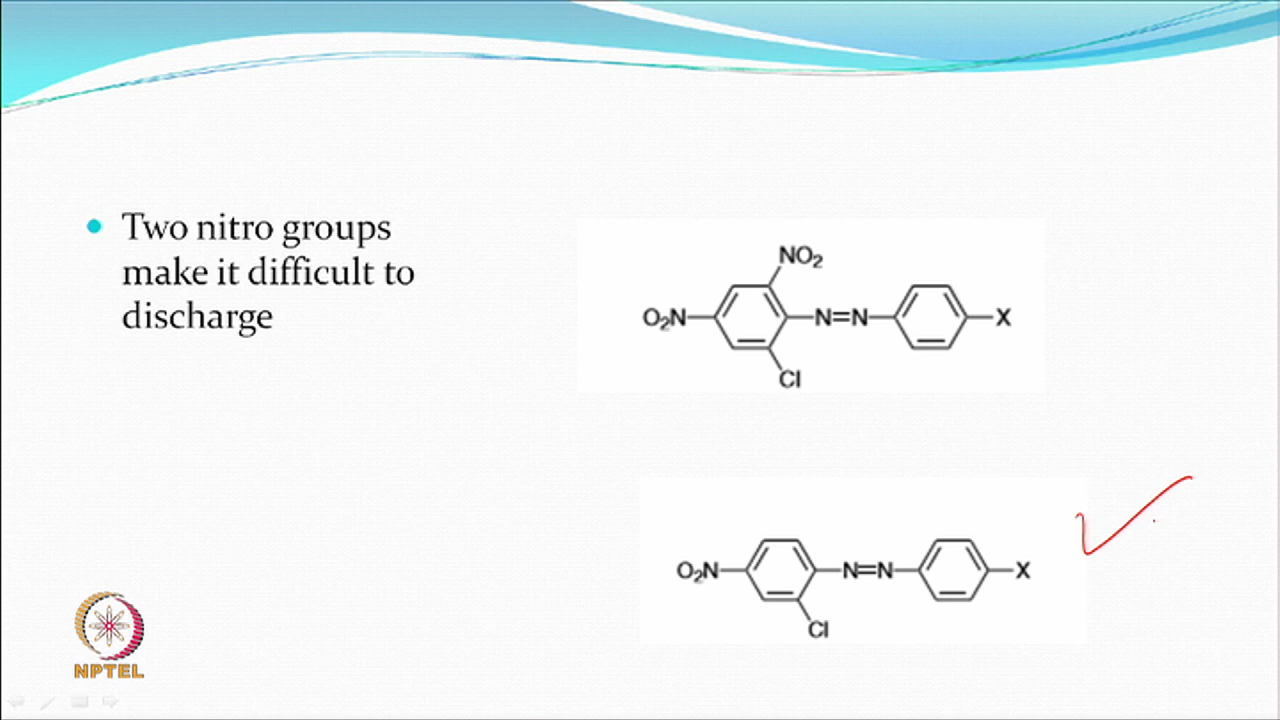 Two nitro groups
make it difficult to
discharge
NO₂
O₂N
N=N
X
Cl
O₂N
N=N
X
Cl
NPTEL